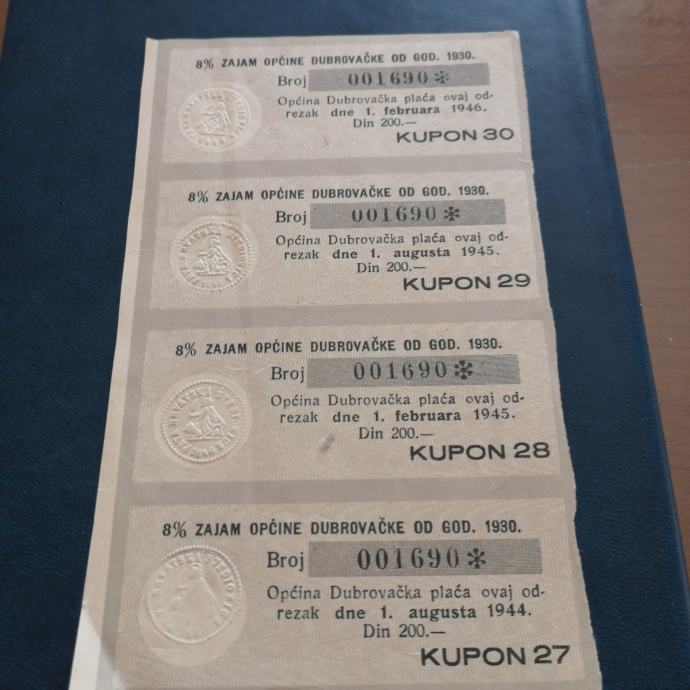 8% ZAJAM OPĆINE DUBROVAČKE OD GOD. 1930.
Broj 001690*
Općina Dubrovačka plaća ovaj od-
rezak dne 1. februara 1946.
Din 200.—
KUPON 30
8% ZAJAM OPĆINE DUBROVAČKE OD GOD. 1930.
Broj 001690*
Općina Dubrovačka plaća ovaj od-
rezak dne 1. augusta 1945.
Din 200.—
KUPON 29
8% ZAJAM OPĆINE DUBROVAČKE OD GOD. 1930.
Broj 001690*
Općina Dubrovačka plaća ovaj od-
rezak dne 1. februara 1945.
Din 200.—
KUPON 28
8% ZAJAM OPĆINE DUBROVAČKE OD GOD. 1930.
Broj 001690*
Općina Dubrovačka plaća ovaj od-
rezak dne 1. augusta 1944.
Din 200.—
KUPON 27